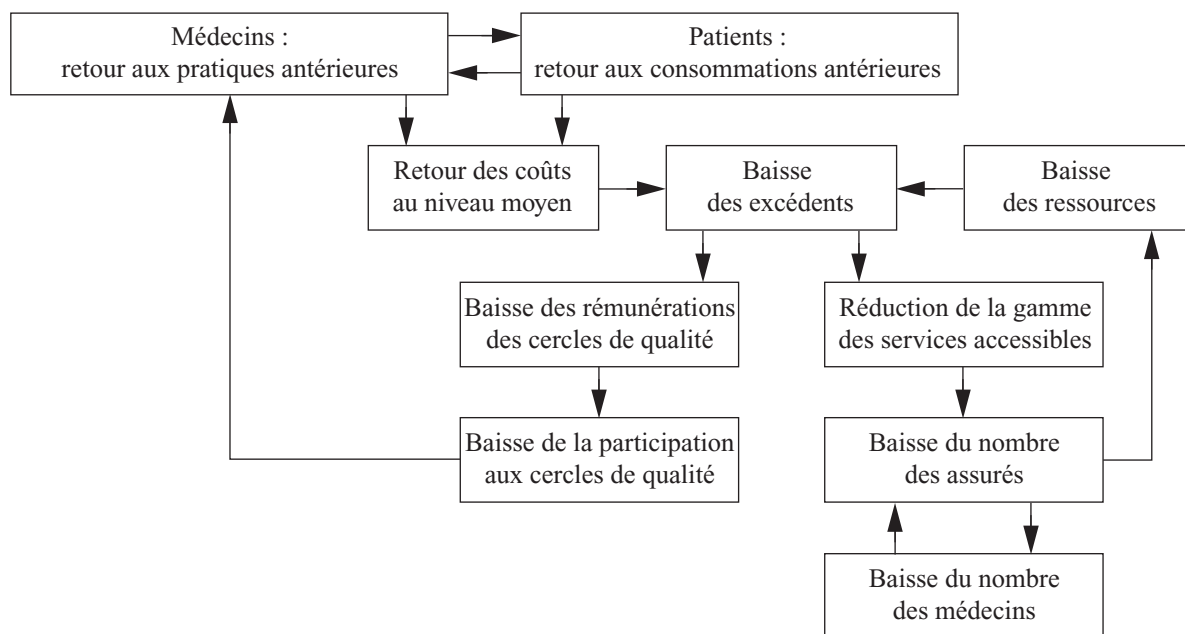 Médecins :
retour aux pratiques antérieures
Patients :
retour aux consommations antérieures
Retour des coûts
au niveau moyen
Baisse
des excédents
Baisse
des ressources
Baisse des rémunérations
des cercles de qualité
Réduction de la gamme
des services accessibles
Baisse de la participation
aux cercles de qualité
Baisse du nombre
des assurés
Baisse du nombre
des médecins